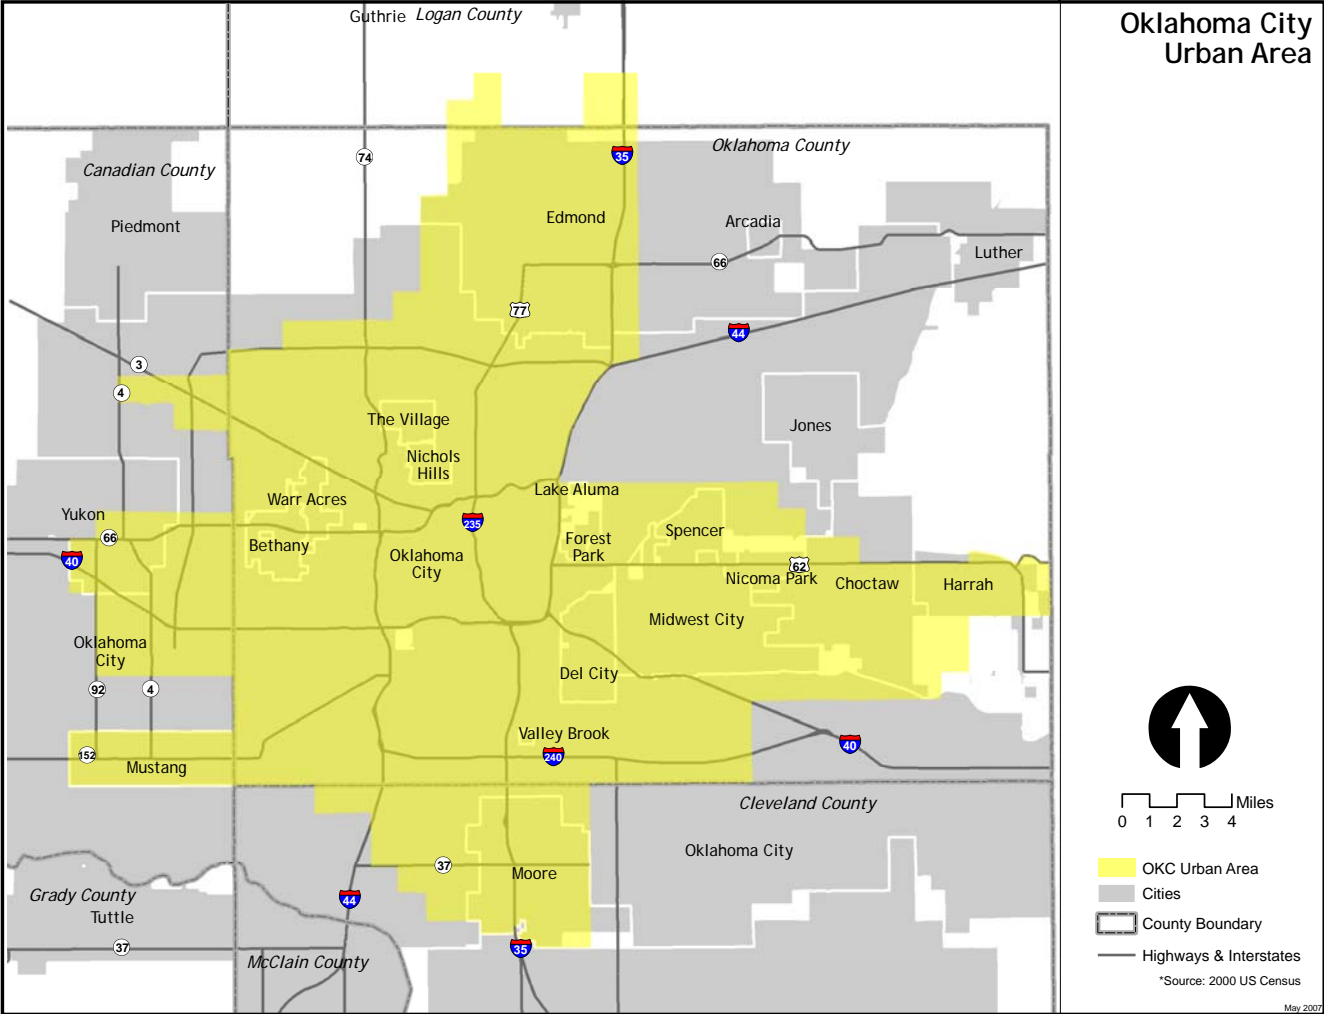 Oklahoma City
Urban Area
Guthrie
Logan County
Canadian County
74
35
Oklahoma County
Piedmont
Edmond
Arcadia
66
Luther
77
44
3
4
The Village
Jones
Nichols
Hills
Warr Acres
Lake Aluma
Yukon
66
235
Spencer
Forest
Park
Bethany
Oklahoma
City
40
62
Nicoma Park
Choctaw
Harrah
Midwest City
Oklahoma
City
Del City
92
4
Valley Brook
152
Mustang
240
40
Cleveland County
Oklahoma City
37
Moore
Grady County
Tuttle
44
37
35
McClain County
Miles
0 1 2 3 4
OKC Urban Area
Cities
County Boundary
Highways & Interstates
*Source: 2000 US Census
May 2007